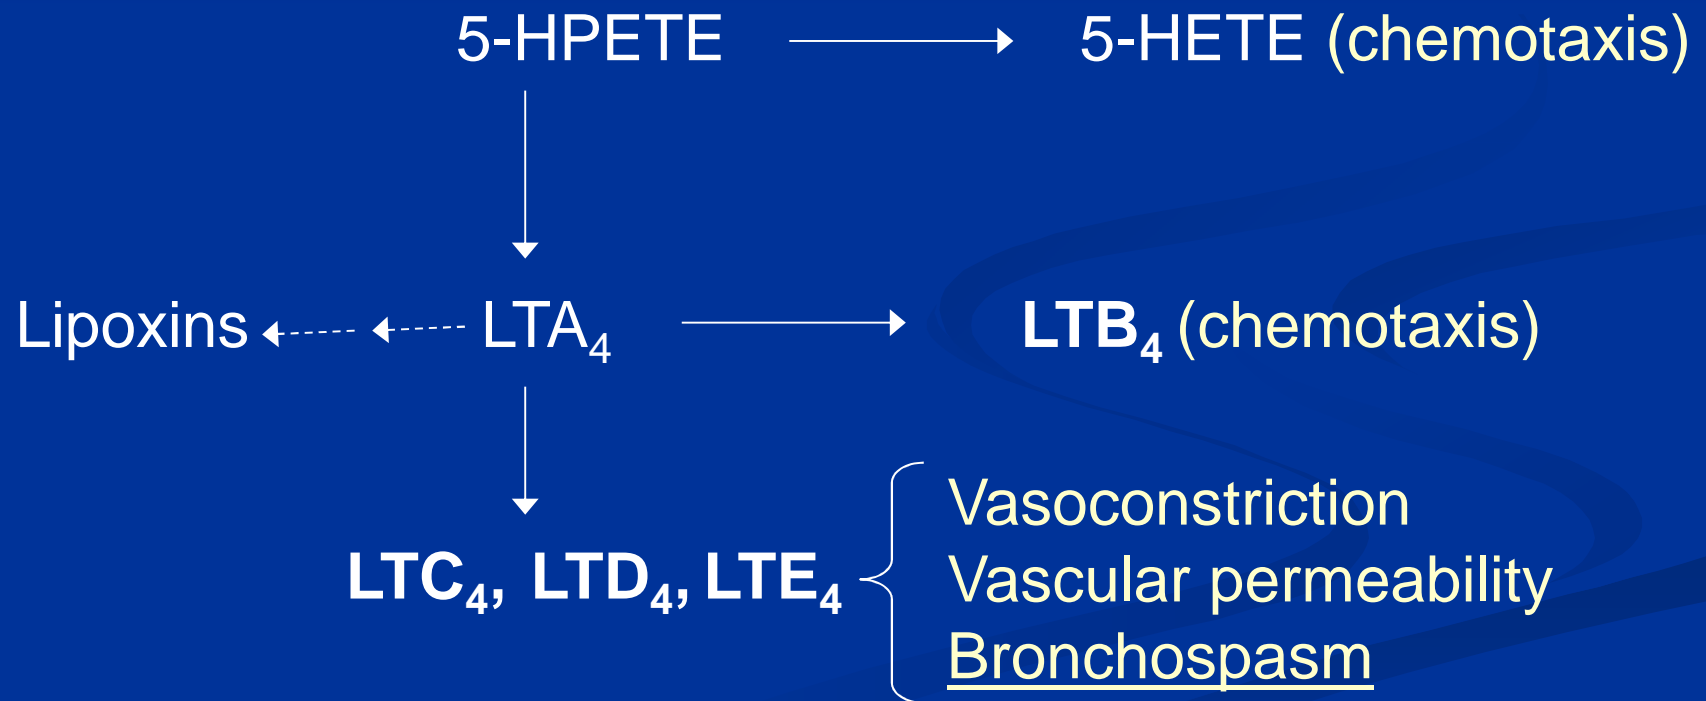 5-HPETE 5-HETE (chemotaxis)
Lipoxins LTA₄ LTB₄ (chemotaxis)
Vasoconstriction
LTC₄, LTD₄, LTE₄ Vascular permeability
Bronchospasm